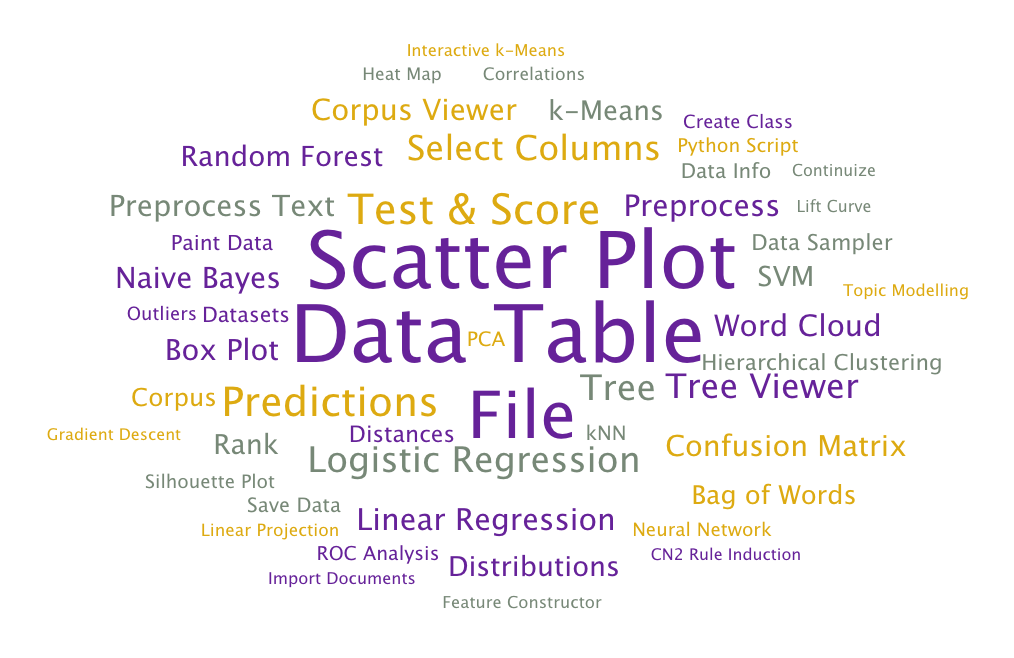 Interactive k-Means
Heat Map
Correlations
Corpus Viewer
k-Means
Create Class
Random Forest
Select Columns
Python Script
Data Info
Continuize
Preprocess Text
Test & Score
Preprocess
Lift Curve
Paint Data
Scatter Plot
Data Sampler
Naive Bayes
SVM
Topic Modelling
Outliers
Datasets
Data Table
PCA
Word Cloud
Box Plot
Hierarchical Clustering
Tree
Tree Viewer
Corpus
Predictions
File
Gradient Descent
Distances
kNN
Rank
Logistic Regression
Confusion Matrix
Silhouette Plot
Bag of Words
Save Data
Linear Regression
Linear Projection
Neural Network
ROC Analysis
CN2 Rule Induction
Import Documents
Distributions
Feature Constructor